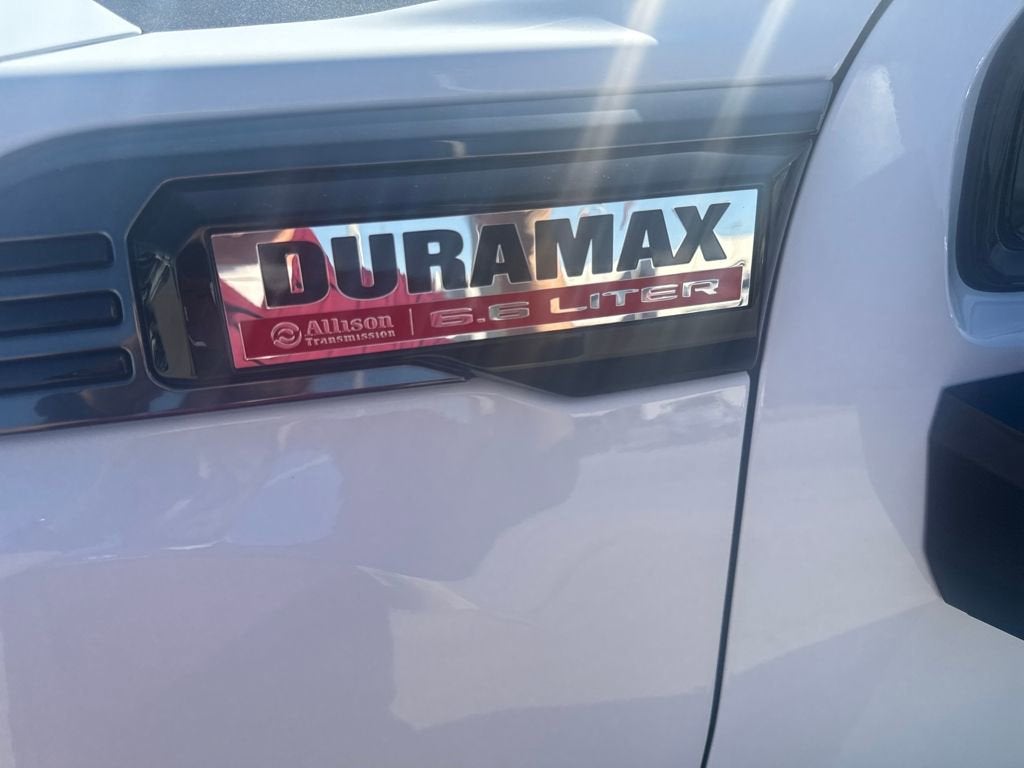 DURAMAX
Allison
Transmission
6.6 LITER